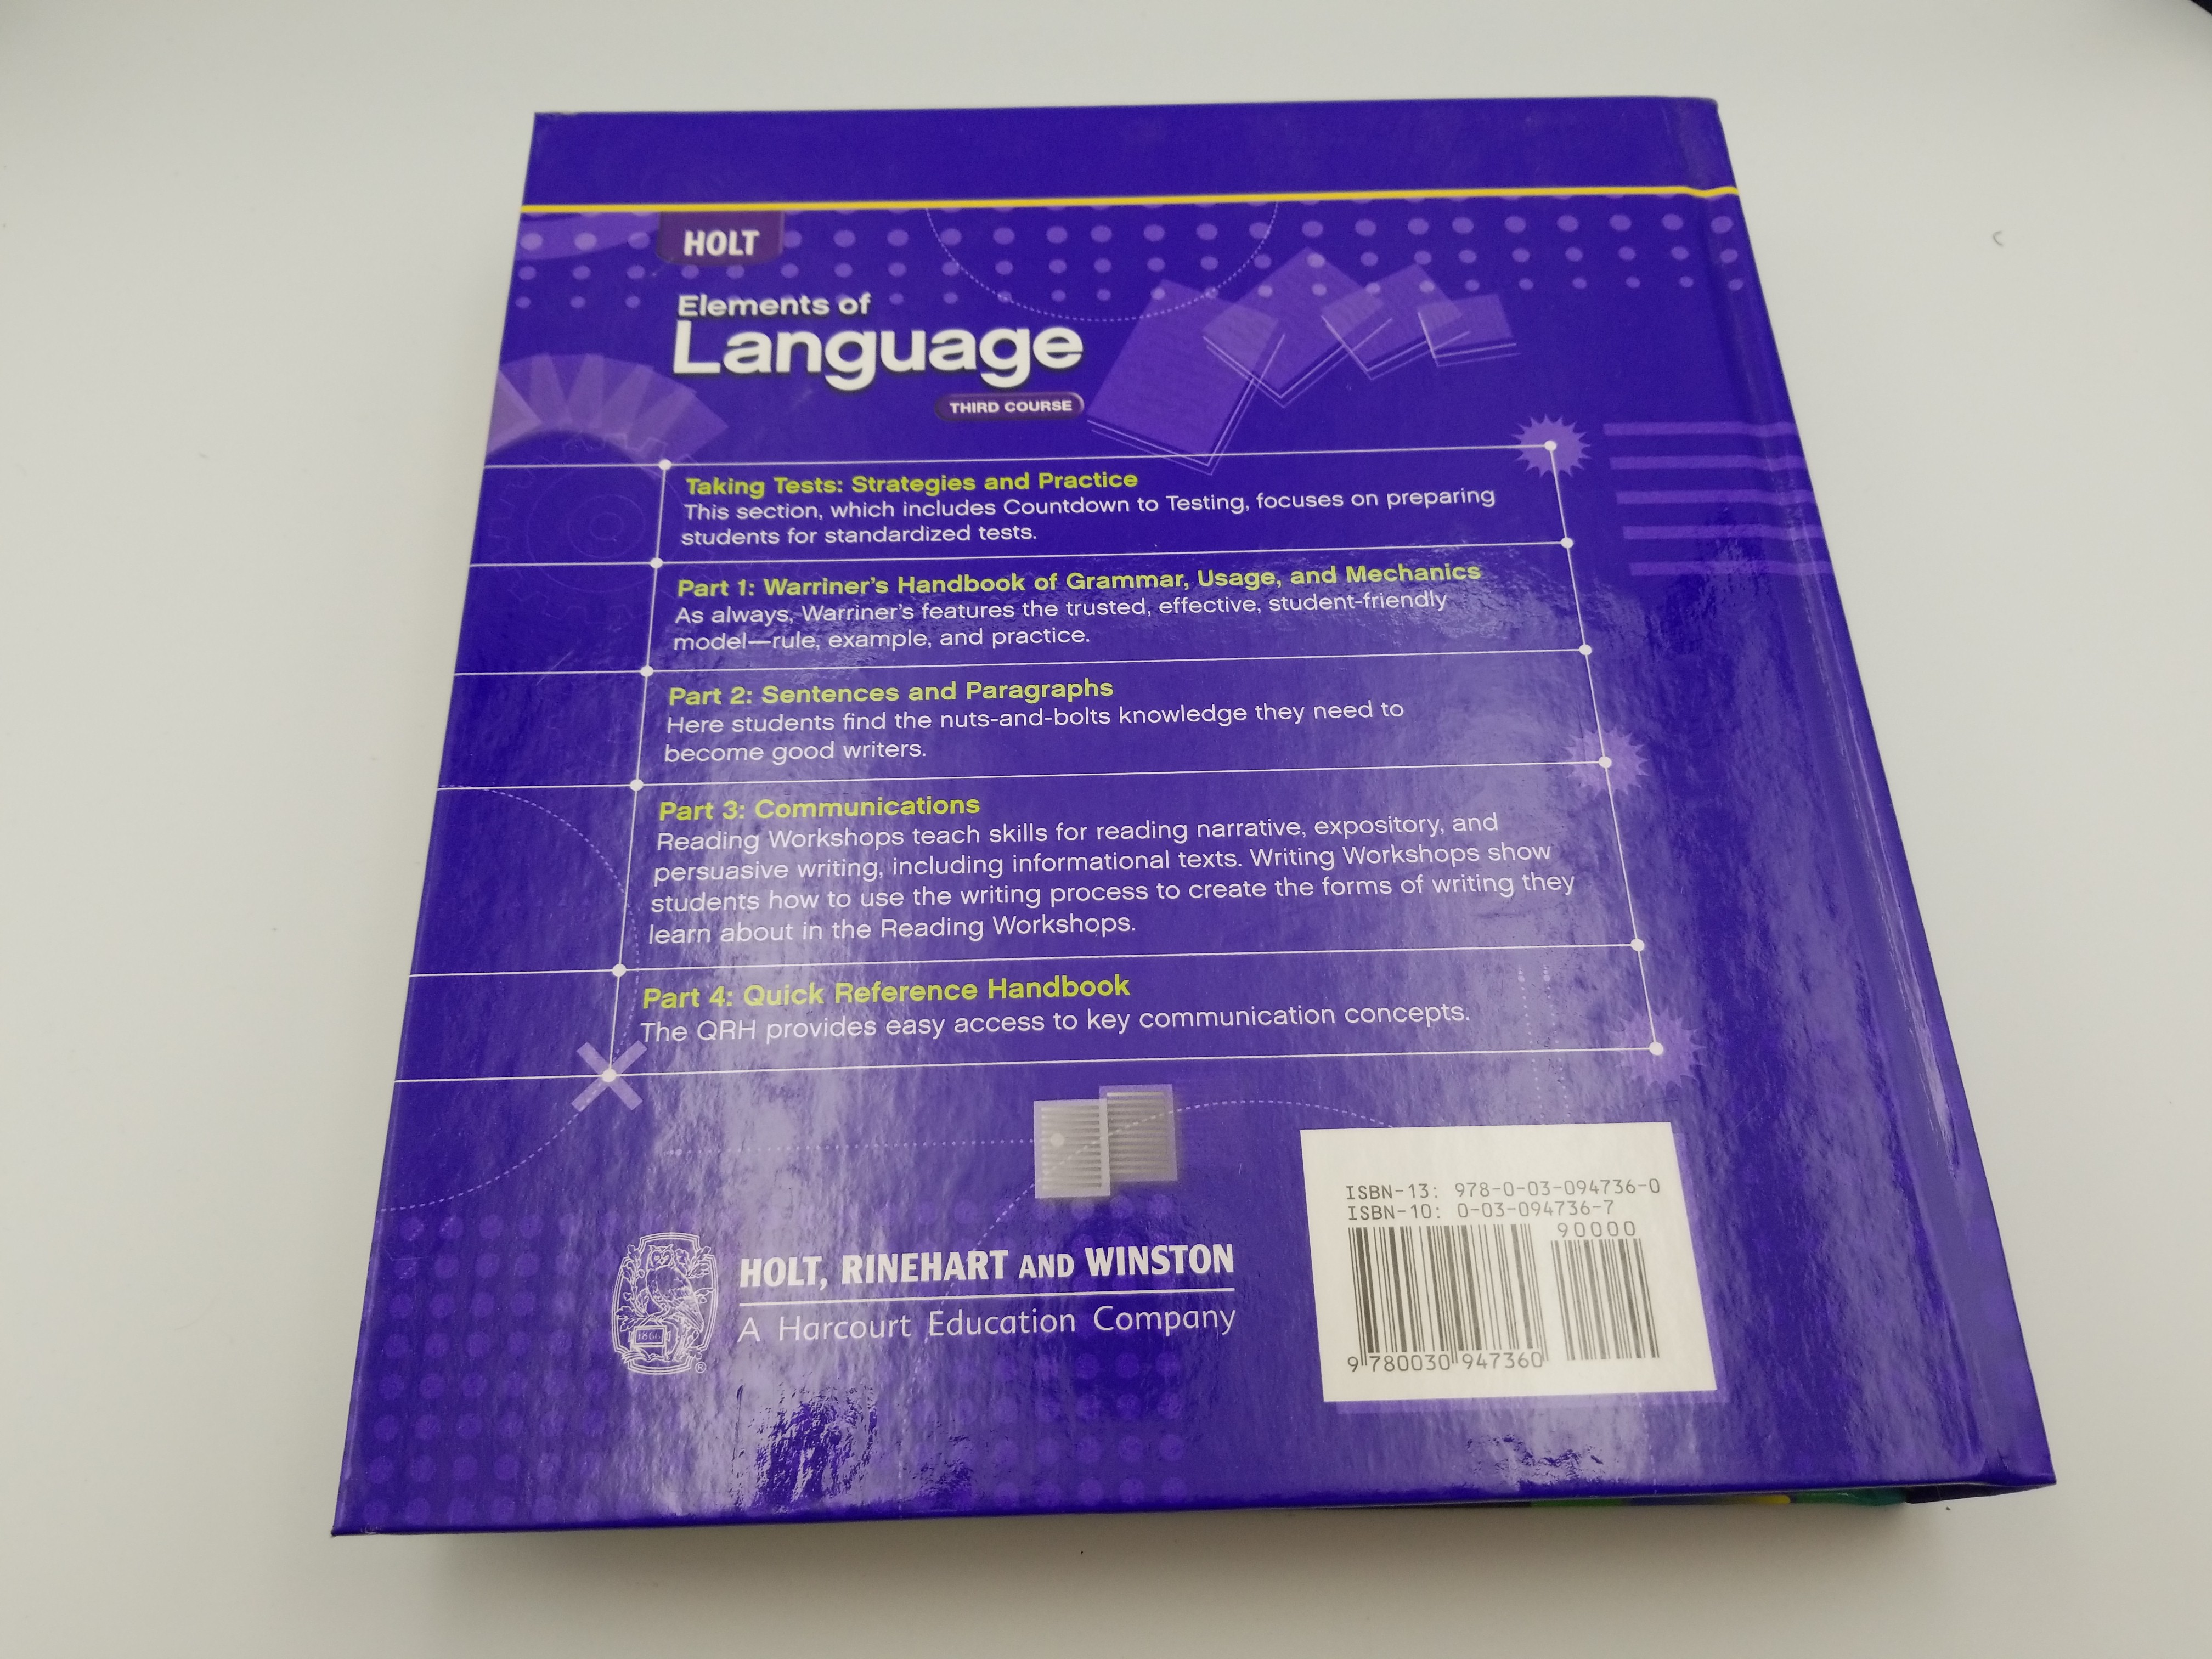 HOLT
Elements of
Language
THIRD COURSE
Taking Tests: Strategies and Practice
This section, which includes Countdown to Testing, focuses on preparing
students for standardized tests.
Part 1: Warriner's Handbook of Grammar, Usage, and Mechanics
As always, Warriner's features the trusted, effective, student-friendly
model—rule, example, and practice.
Part 2: Sentences and Paragraphs
Here students find the nuts-and-bolts knowledge they need to
become good writers.
Part 3: Communications
Reading Workshops teach skills for reading narrative, expository, and
persuasive writing, including informational texts. Writing Workshops show
students how to use the writing process to create the forms of writing they
learn about in the Reading Workshops.
Part 4: Quick Reference Handbook
The QRH provides easy access to key communication concepts.
1866
®
HOLT, RINEHART AND WINSTON
A Harcourt Education Company
ISBN-13: 978-0-03-094736-0
ISBN-10: 0-03-094736-7
90000
9 780030 947360